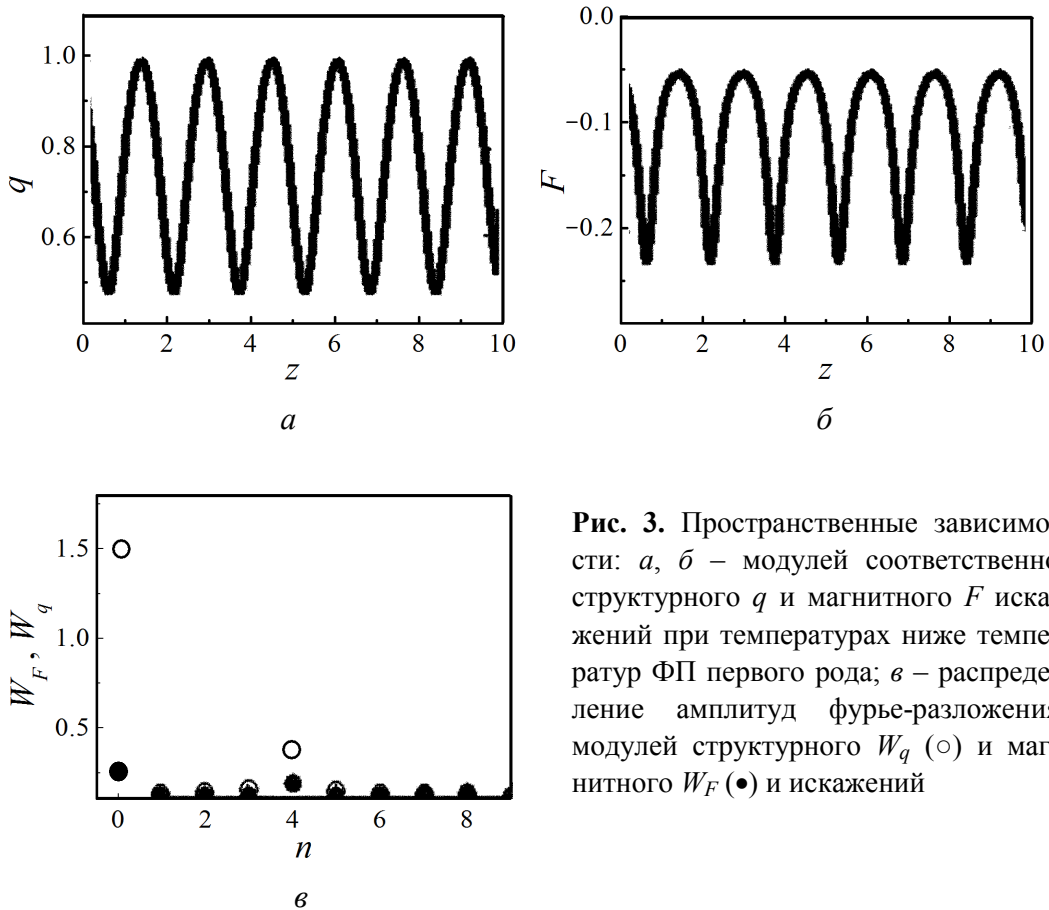 1.0
0.8
0.6
q
0
2
4
6
8
10
z
а
0.0
−0.1
−0.2
F
0
2
4
6
8
10
z
б
1.5
1.0
0.5
W_F , W_q
0
2
4
6
8
n
в
Рис. 3. Пространственные зависимо-
сти: а, б – модулей соответственно
структурного q и магнитного F иска-
жений при температурах ниже темпе-
ратур ФП первого рода; в – распреде-
ление амплитуд фурье-разложения
модулей структурного W_q (○) и маг-
нитного W_F (●) и искажений